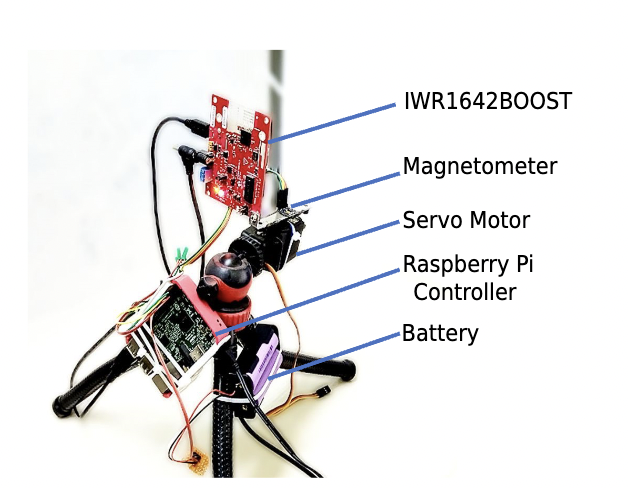 IWR1642BOOST
Magnetometer
Servo Motor
Raspberry Pi
Controller
Battery